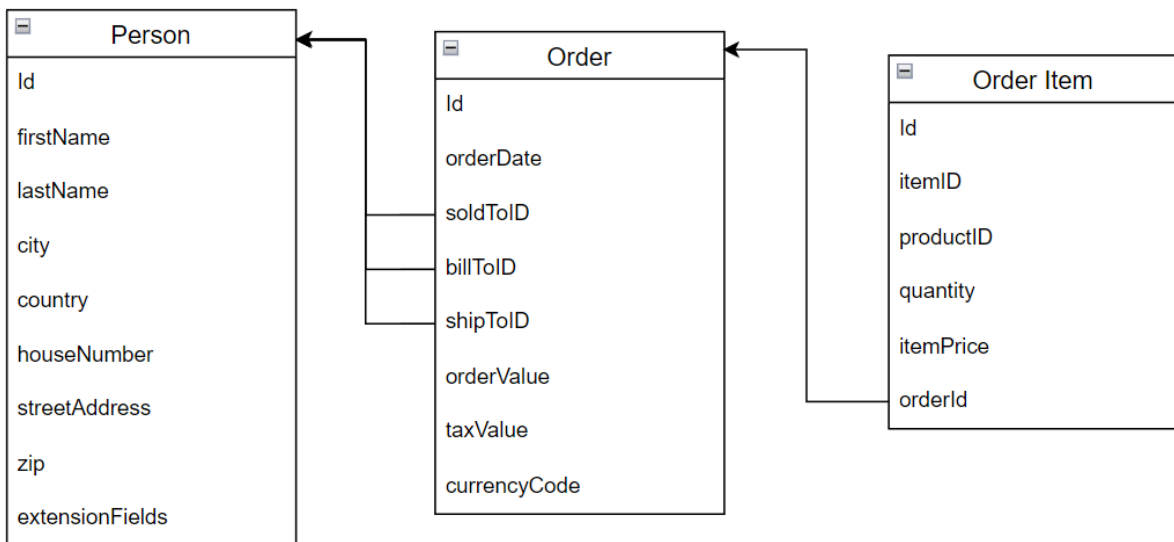 Person
Id
firstName
lastName
city
country
houseNumber
streetAddress
zip
extensionFields
Order
Id
orderDate
soldToID
billToID
shipToID
orderValue
taxValue
currencyCode
Order Item
Id
itemID
productID
quantity
itemPrice
orderId